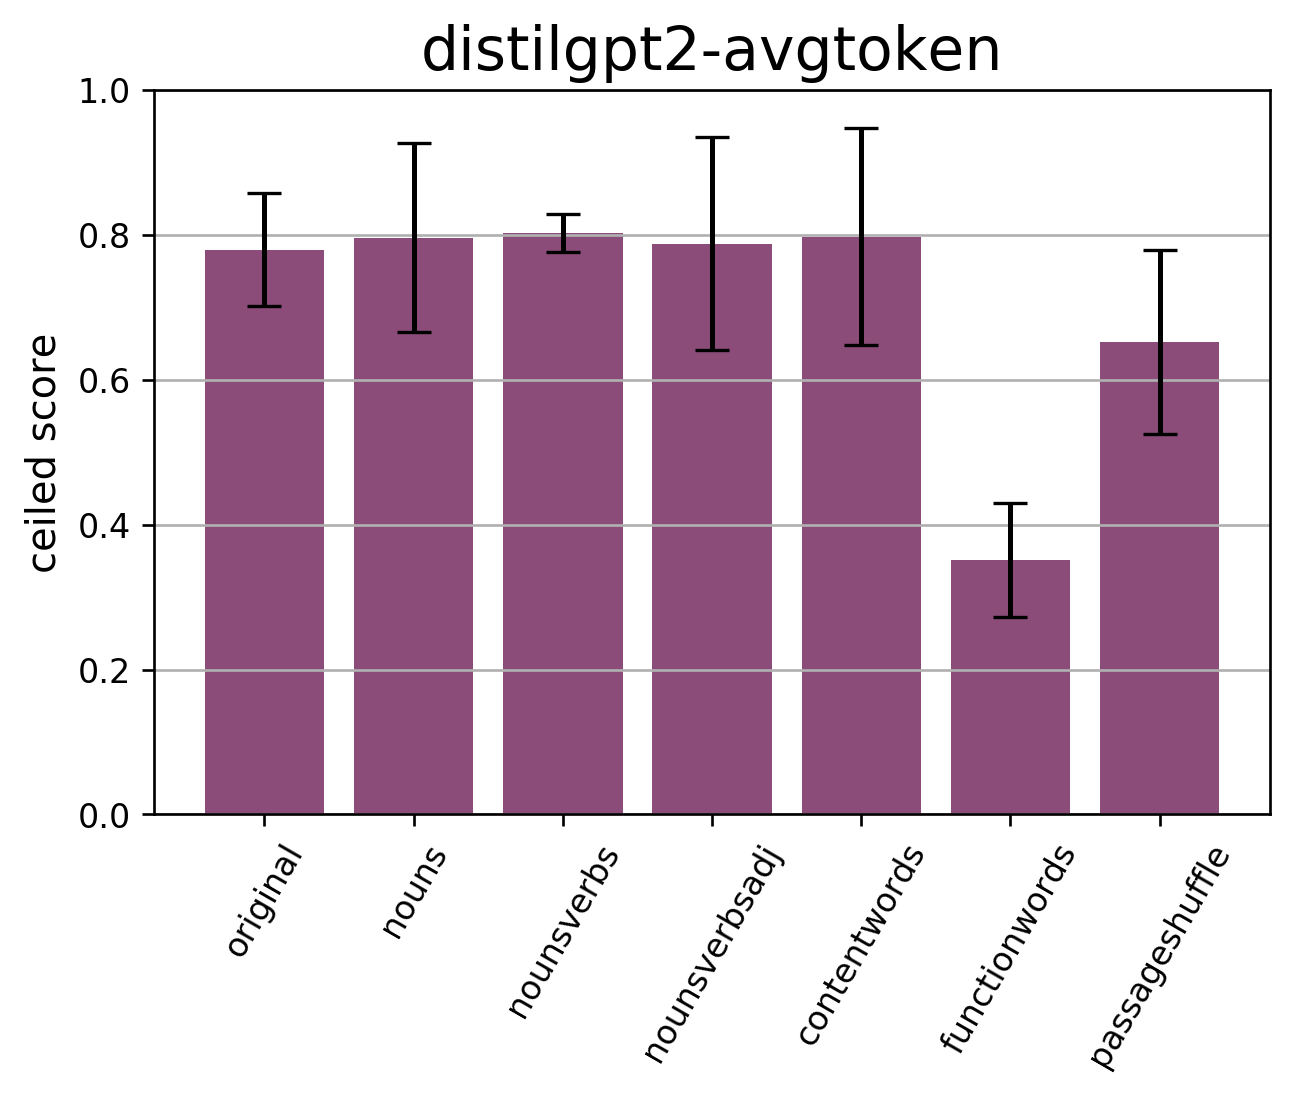 distilgpt2-avgtoken
ceiled score
1.0
0.8
0.6
0.4
0.2
0.0
original
nouns
nounsverbs
nounsverbsadj
contentwords
functionwords
passageshuffle